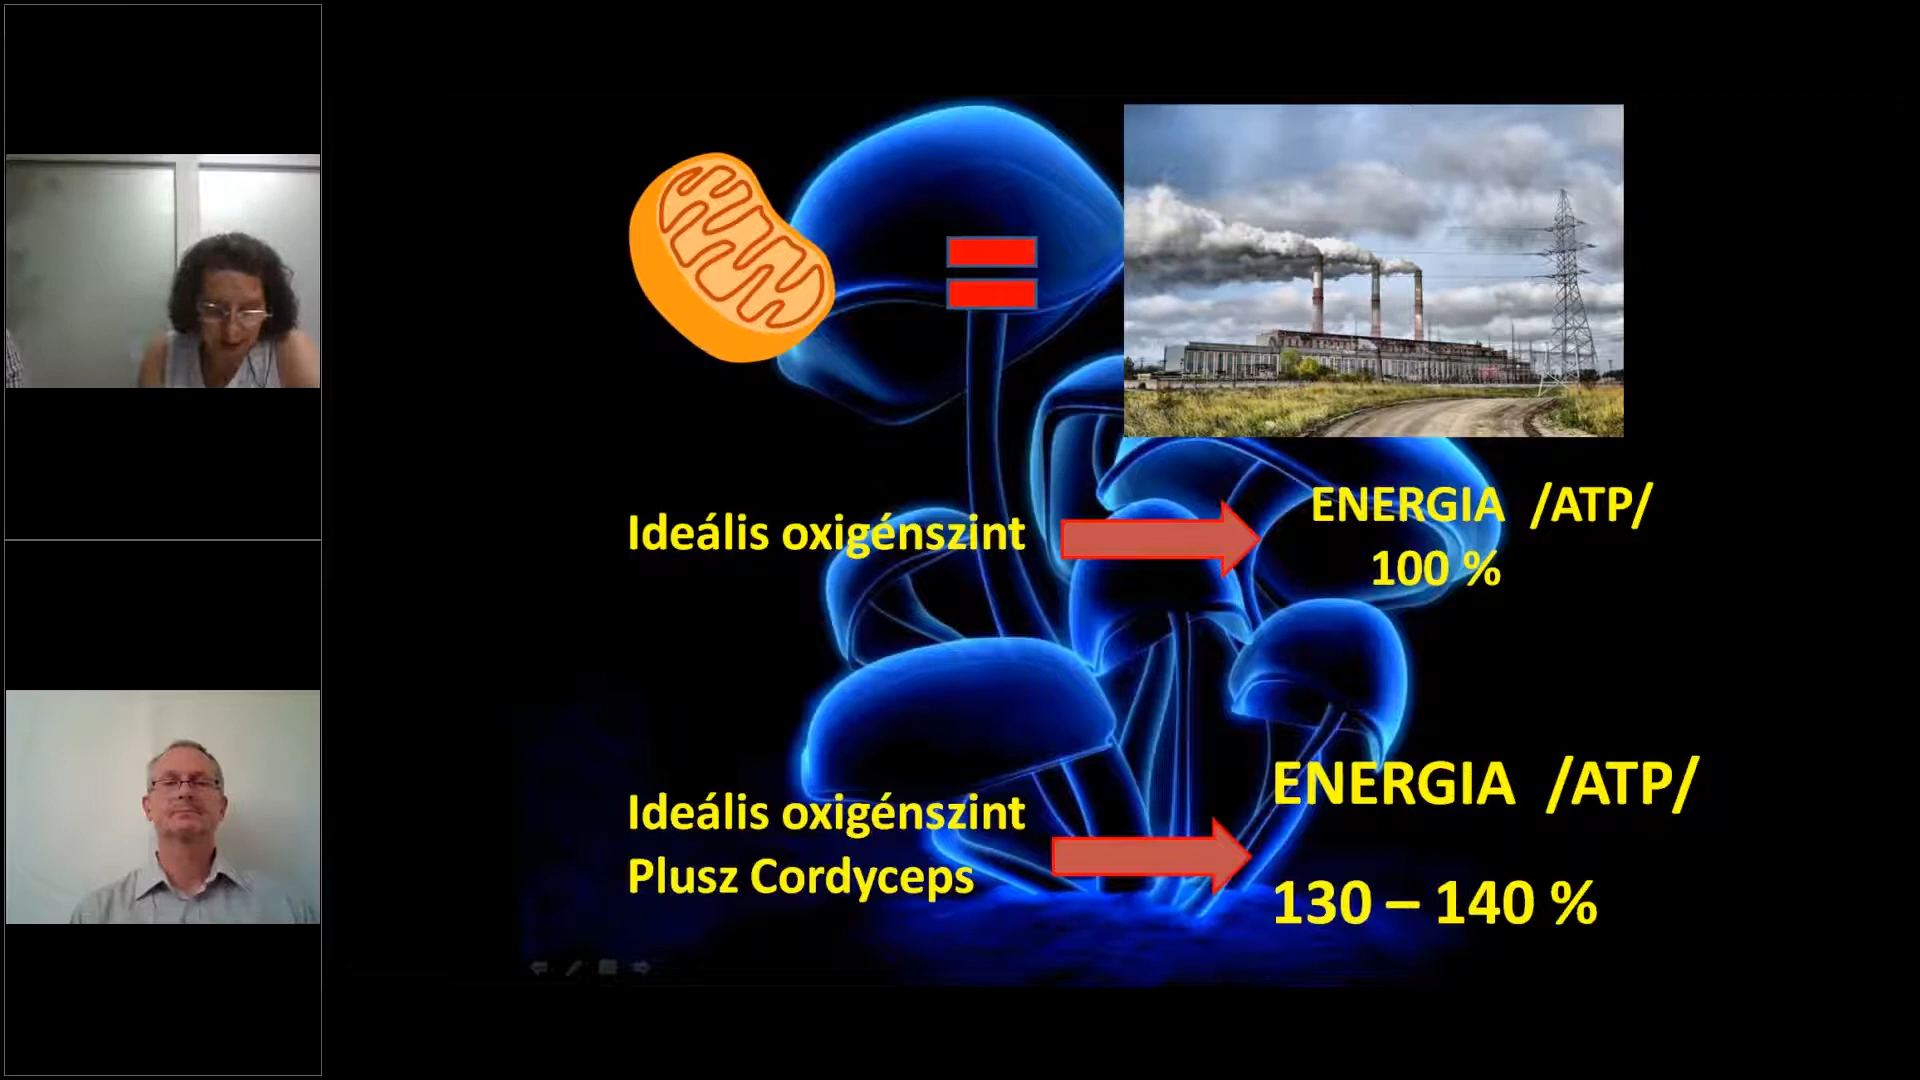 Ideális oxigénszint
ENERGIA /ATP/
100 %
Ideális oxigénszint
Plusz Cordyceps
ENERGIA /ATP/
130 – 140 %